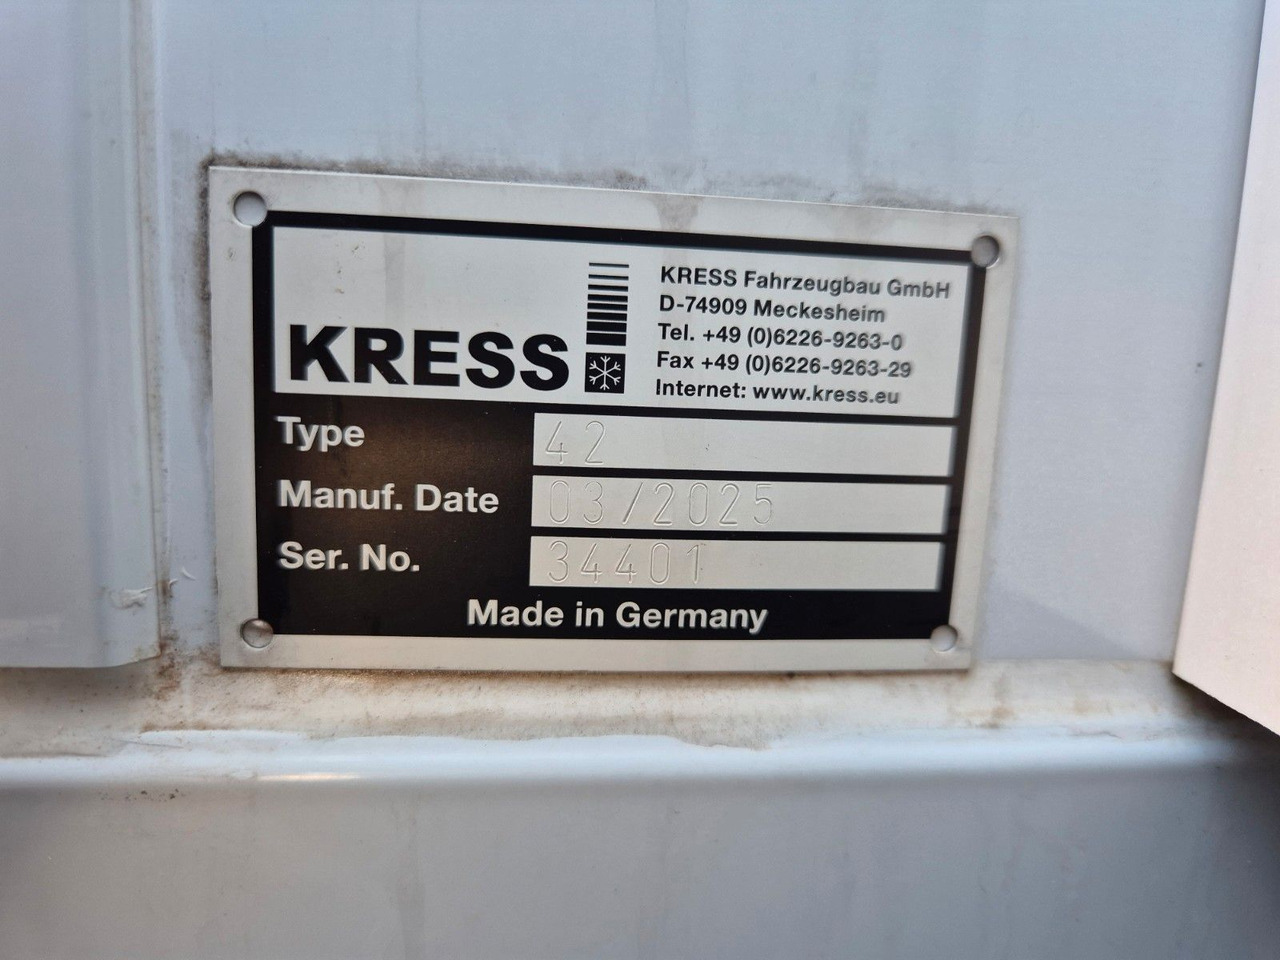 KRESS
KRESS Fahrzeugbau GmbH
D-74909 Meckesheim
Tel. +49 (0)6226-9263-0
Fax +49 (0)6226-9263-29
Internet: www.kress.eu
Type 42
Manuf. Date 03/2025
Ser. No. 34401
Made in Germany